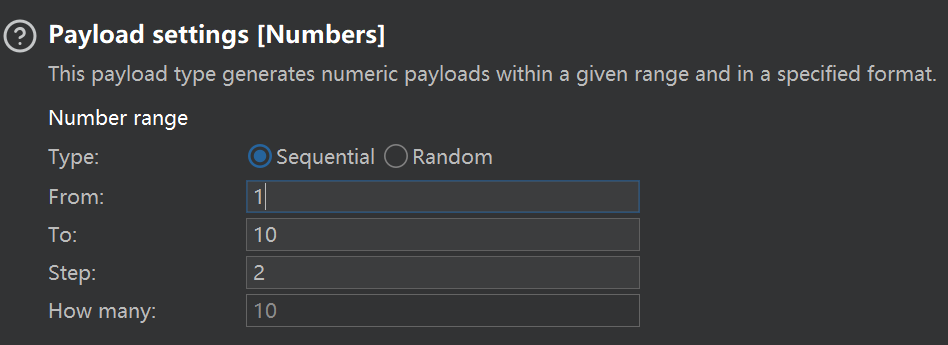 Payload settings [Numbers]
This payload type generates numeric payloads within a given range and in a specified format.
Number range
Type: Sequential Random
From: 1
To: 10
Step: 2
How many: 10